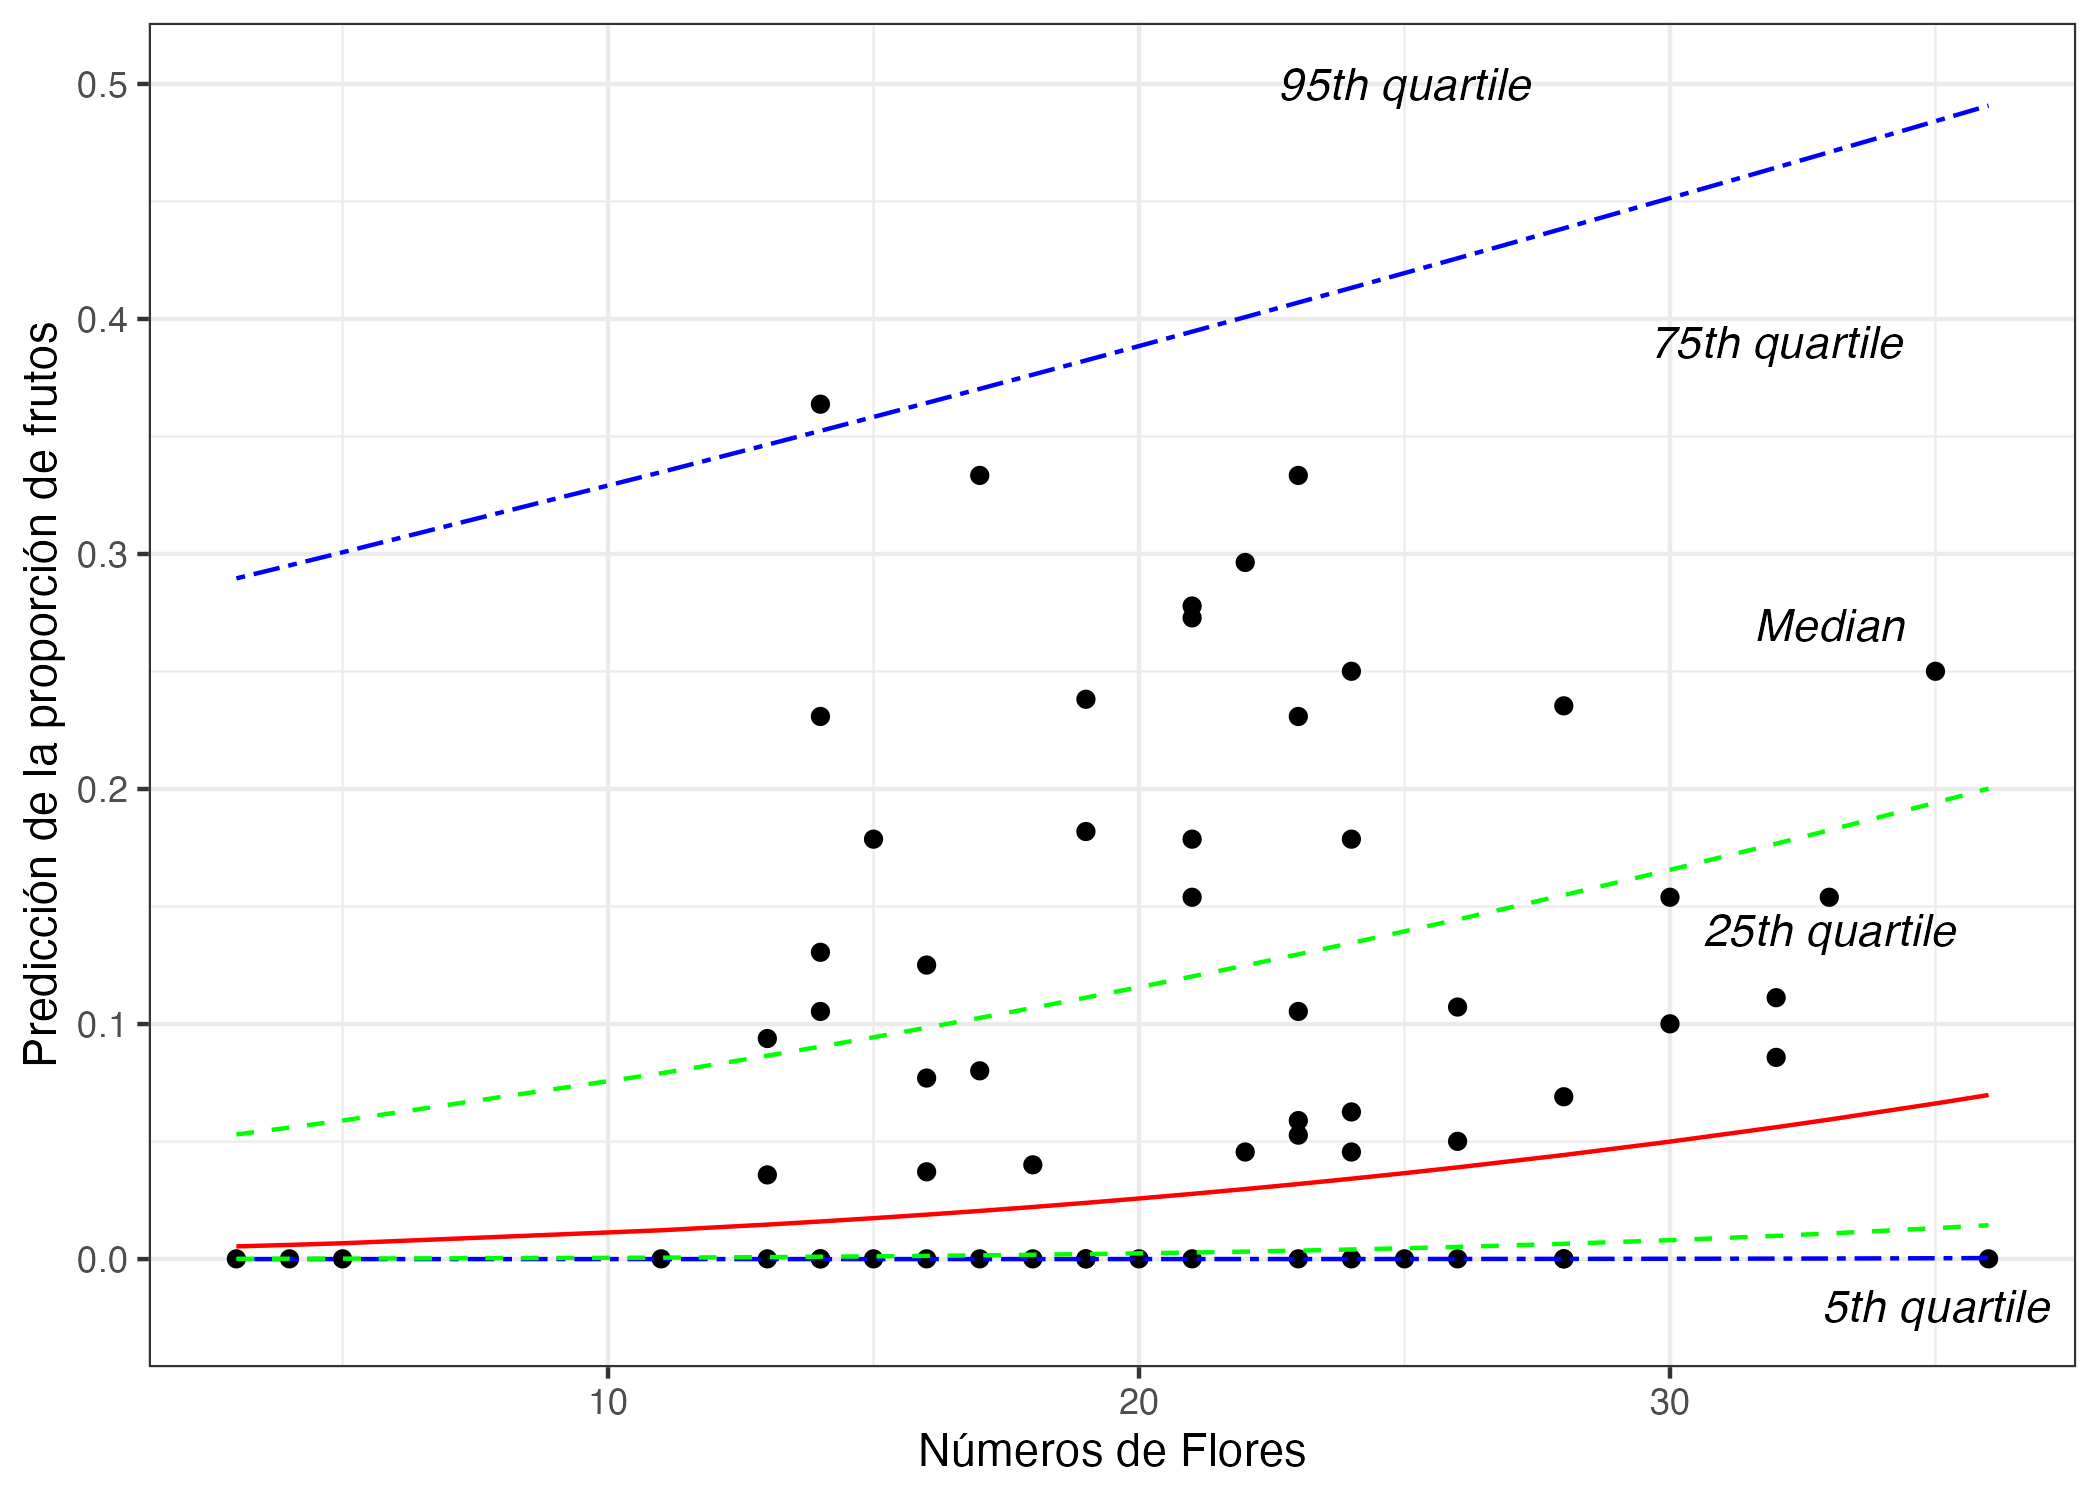 0.5
0.4
0.3
0.2
0.1
0.0
Predicción de la proporción de frutos
95th quartile
75th quartile
Median
25th quartile
5th quartile
10
20
30
Números de Flores